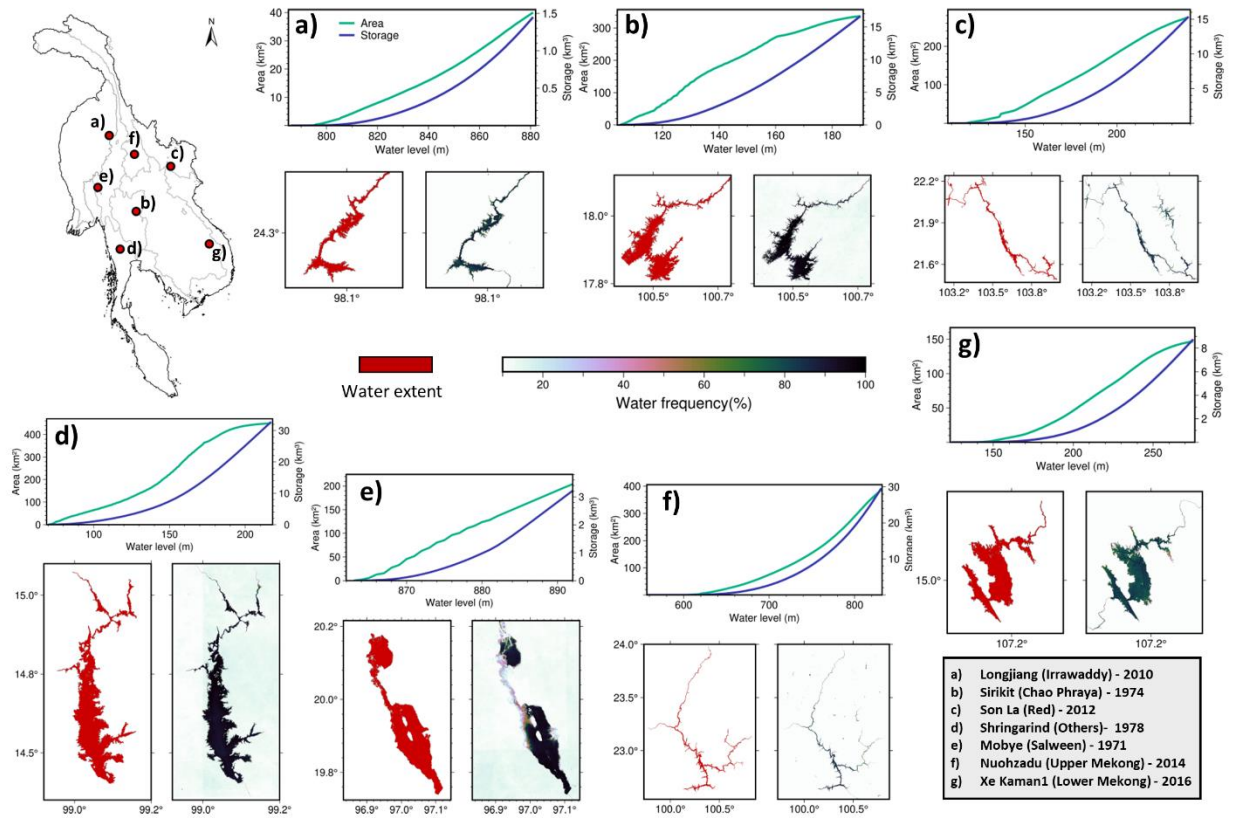 N
a)
f)
c)
e)
b)
d)
g)
a)
Area
Storage
Area (km²)
40
30
20
10
Storage (km³)
1.5
1.0
0.5
0.0
800 820 840 860 880
Water level (m)
24.3°
98.1° 98.1°
b)
Area (km²)
300
200
100
0
Storage (km³)
15
10
5
0
120 140 160 180
Water level (m)
18.0°
17.8°
100.5° 100.7° 100.5° 100.7°
c)
Area (km²)
200
100
Storage (km³)
15
10
5
150 200
Water level (m)
22.2°
21.9°
21.6°
103.2° 103.5° 103.8° 103.2° 103.5° 103.8°
Water extent
20 40 60 80 100
Water frequency(%)
g)
Area (km²)
150
100
50
Storage (km³)
8
6
4
2
150 200 250
Water level (m)
15.0°
107.2° 107.2°
d)
Area (km²)
400
300
200
100
0
Storage (km³)
30
20
10
0
100 150 200
Water level (m)
15.0°
14.8°
14.5°
99.0° 99.2° 99.0° 99.2°
e)
Area (km²)
200
150
100
50
0
Storage (km³)
3
2
1
0
870 880 890
Water level (m)
20.2°
20.0°
19.8°
96.9° 97.0° 97.1° 96.9° 97.0° 97.1°
f)
Area (km²)
400
300
200
100
0
Storage (km³)
30
20
10
0
600 700 800
Water level (m)
24.0°
23.5°
23.0°
100.0° 100.5° 100.0° 100.5°
a) Longjiang (Irrawaddy) - 2010
b) Sirikit (Chao Phraya) - 1974
c) Son La (Red) - 2012
d) Shringarind (Others)- 1978
e) Mobye (Salween) - 1971
f) Nuohzadu (Upper Mekong) - 2014
g) Xe Kaman1 (Lower Mekong) - 2016